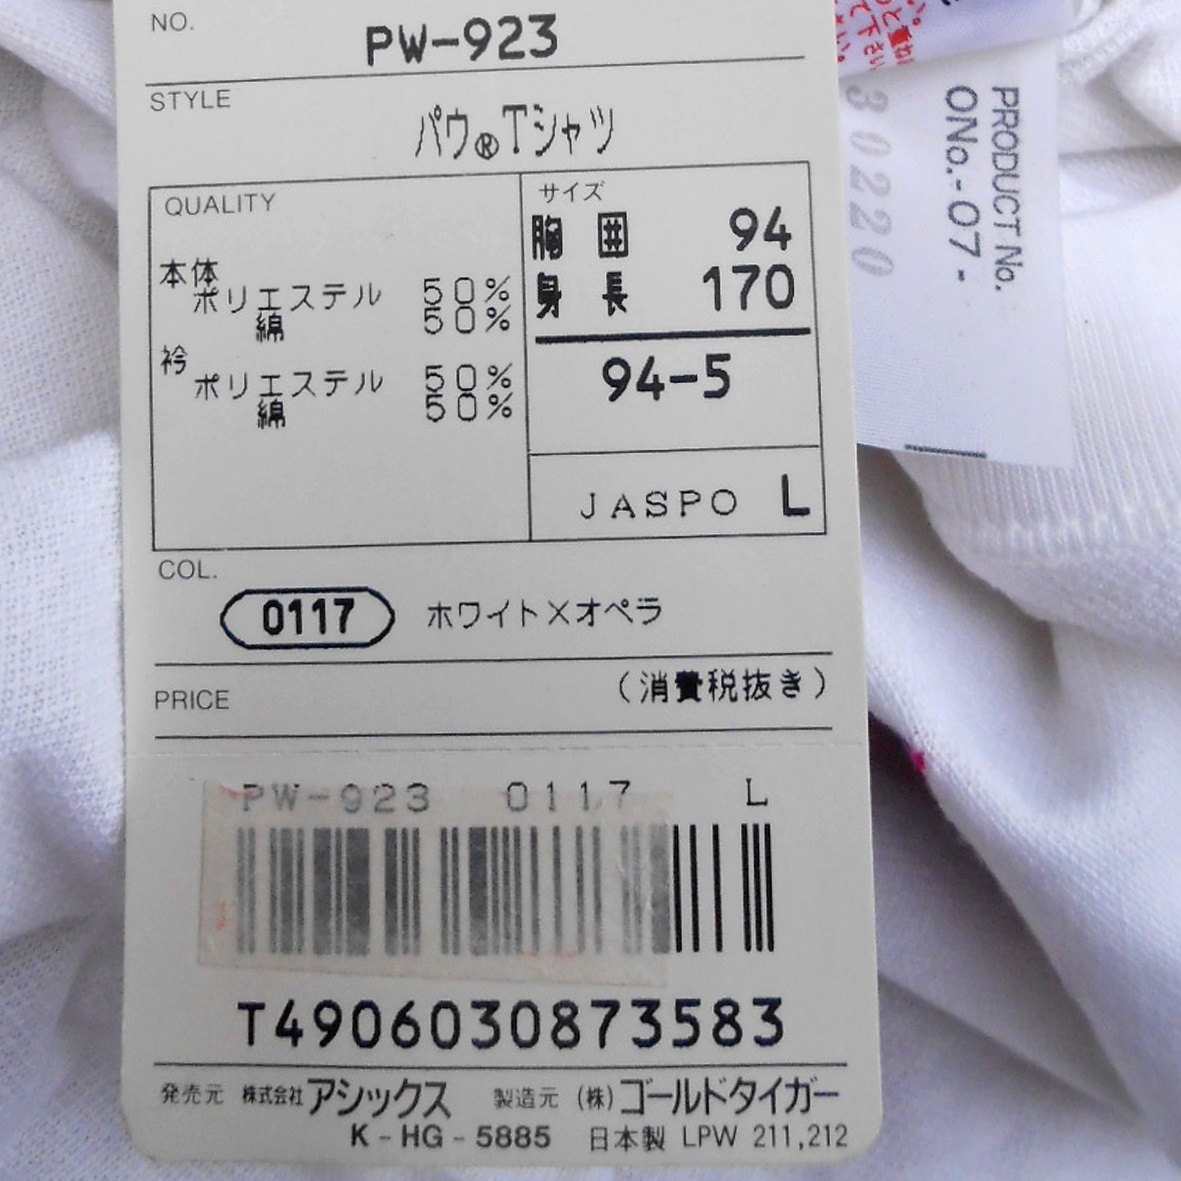 NO.
PW-923
STYLE
パウ®Tシャツ
QUALITY
本体
ポリエステル 50%
綿 50%
衿
ポリエステル 50%
綿 50%
サイズ
胸囲 94
身長 170
94-5
JASPO L
COL.
0117 ホワイト×オペラ
PRICE (消費税抜き)
PW-923 0117 L
T4906030873583
発売元 株式会社アシックス 製造元 (株)ゴールドタイガー
K-HG-5885 日本製 LPW 211,212
PRODUCT No.
ONo.-07-
30220
て下さい